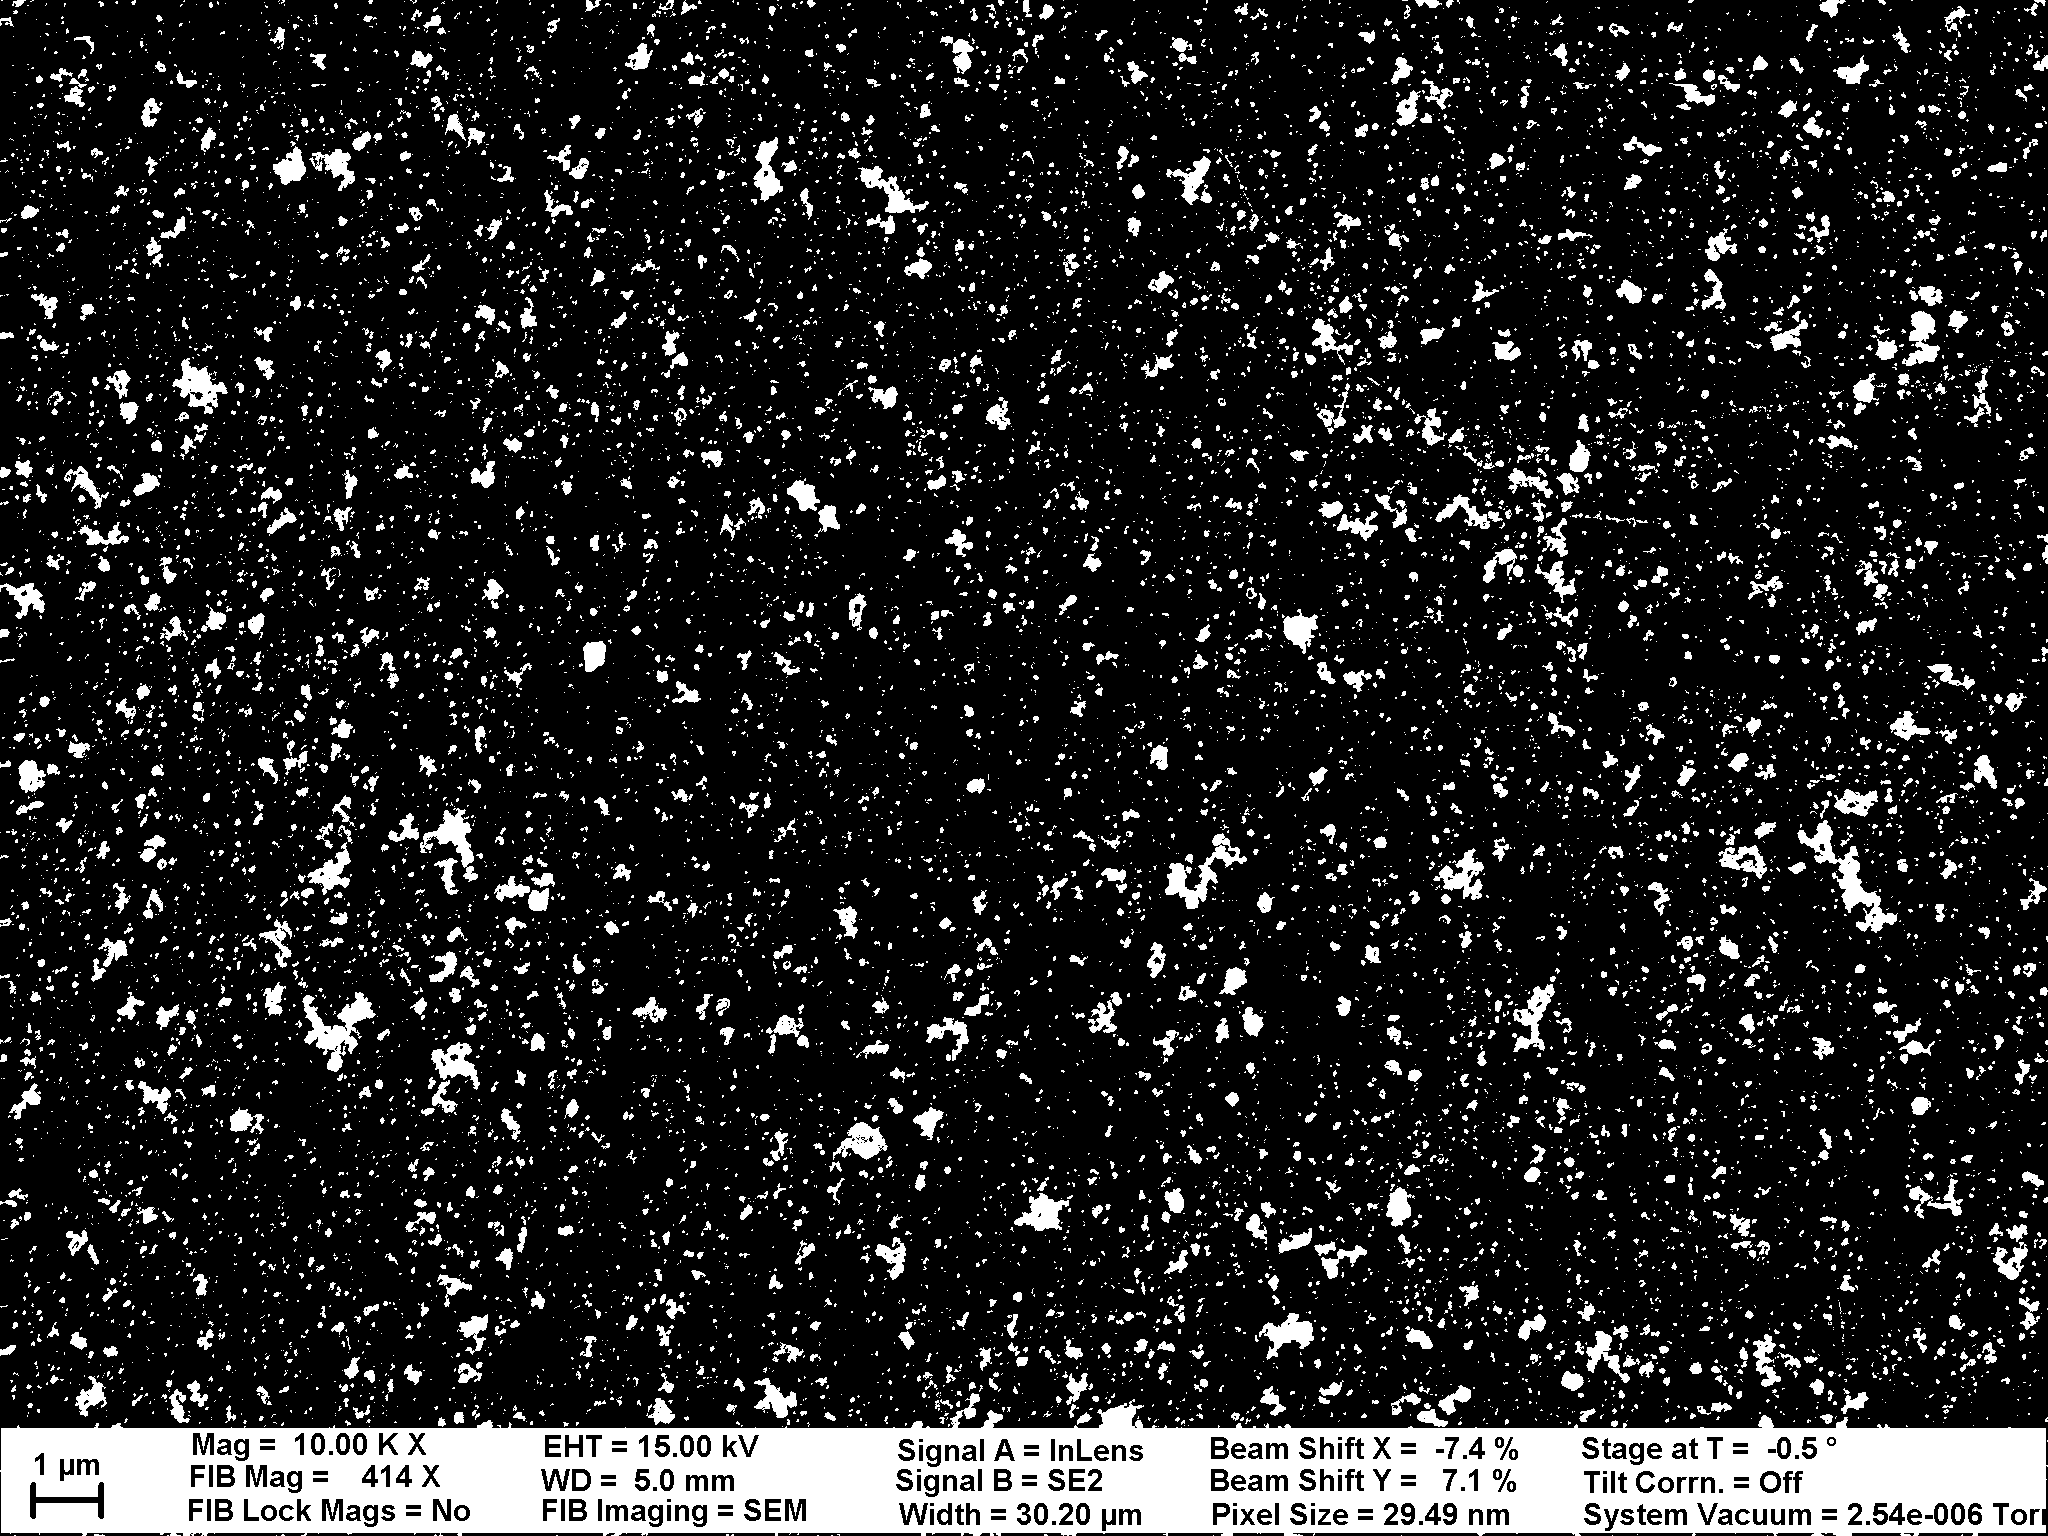 1 µm
Mag = 10.00 K X
FIB Mag = 414 X
FIB Lock Mags = No
EHT = 15.00 kV
WD = 5.0 mm
FIB Imaging = SEM
Signal A = InLens
Signal B = SE2
Width = 30.20 µm
Beam Shift X = -7.4 %
Beam Shift Y = 7.1 %
Pixel Size = 29.49 nm
Stage at T = -0.5 °
Tilt Corrn. = Off
System Vacuum = 2.54e-006 Torr